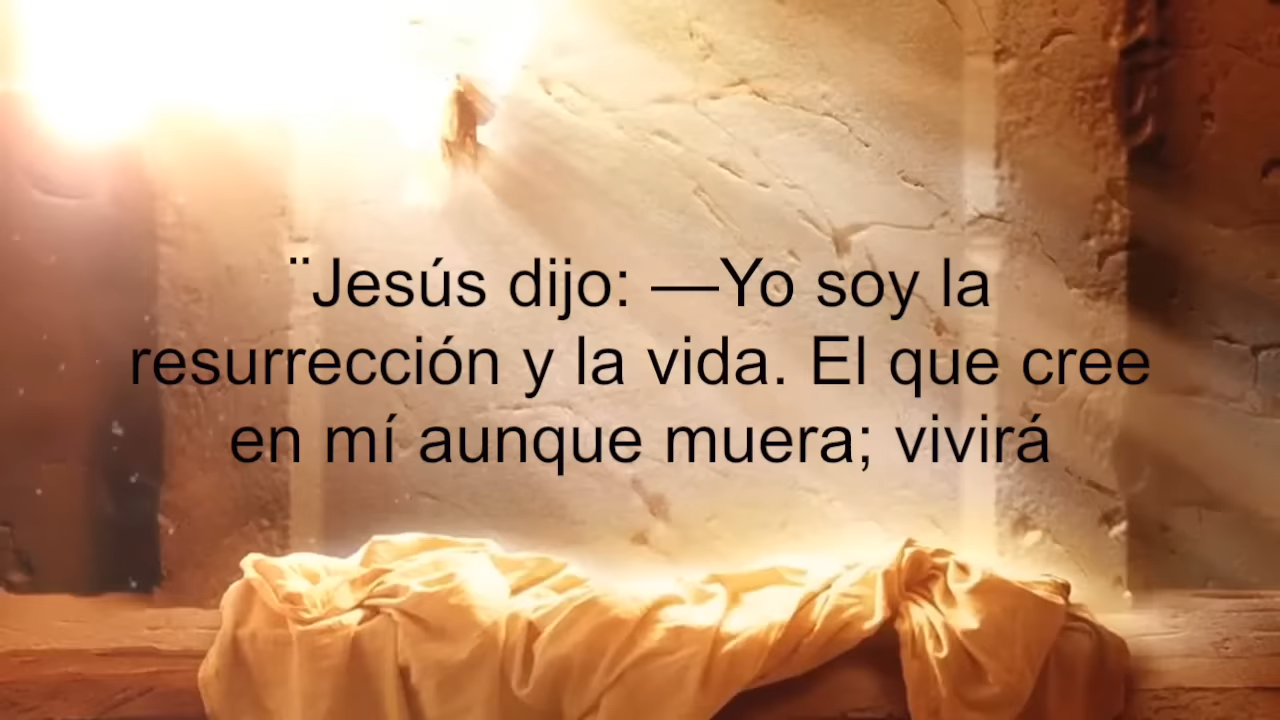 ¨Jesús dijo: —Yo soy la
resurrección y la vida. El que cree
en mí aunque muera; vivirá